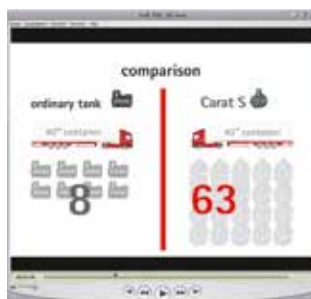 comparison
ordinary tank
Carat S
40" container
40" container
8
63